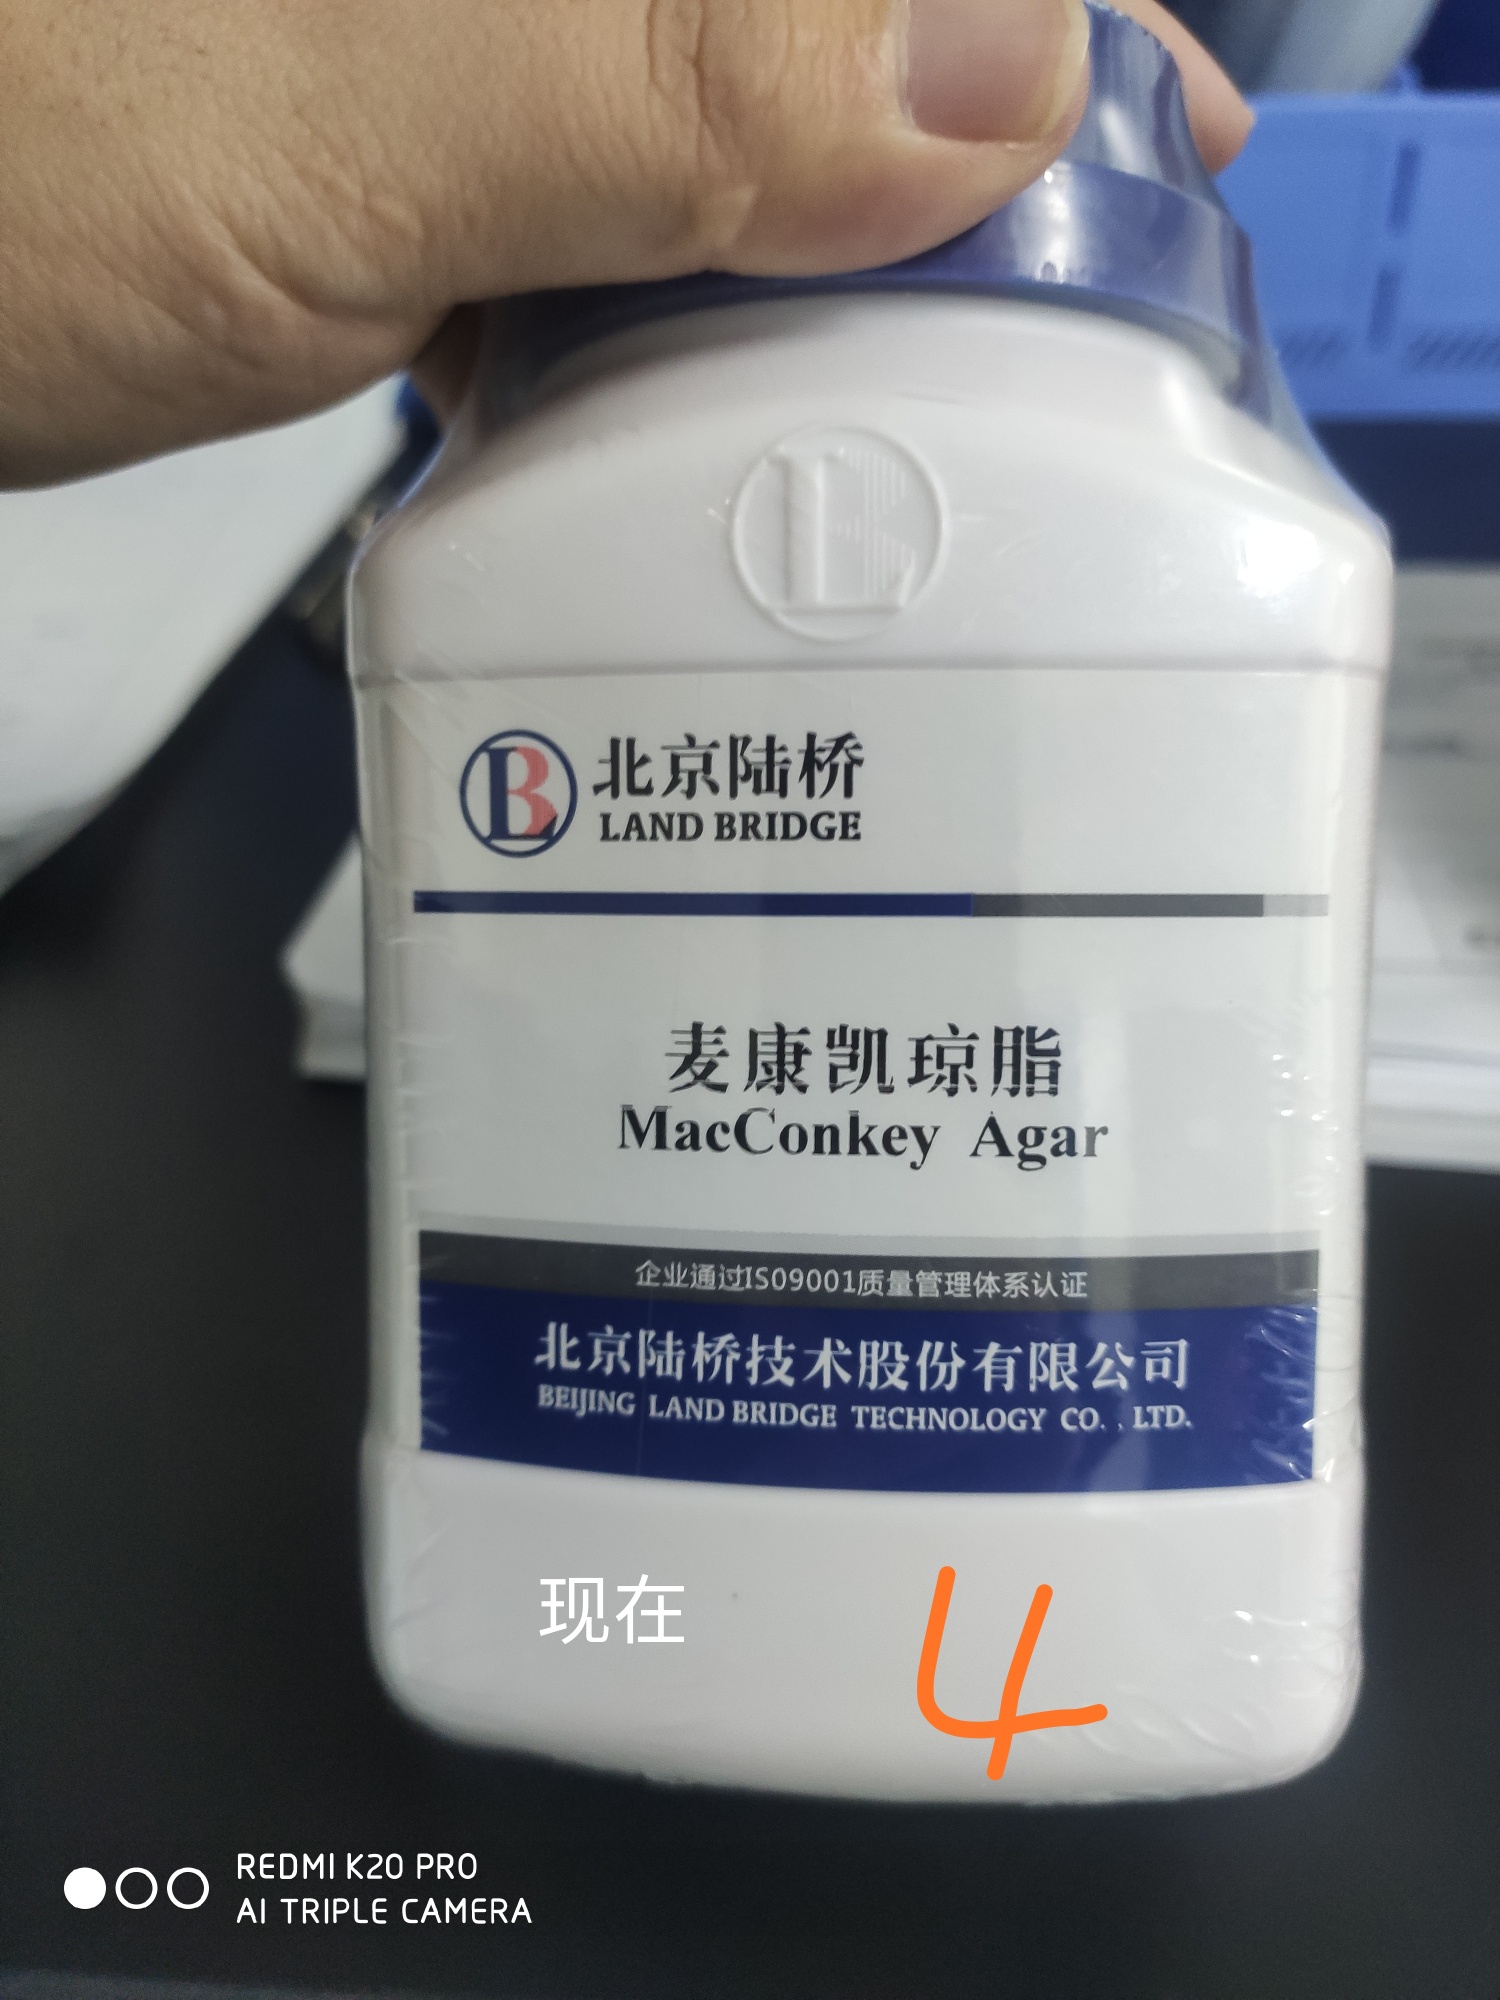 北京陆桥
LAND BRIDGE
麦康凯琼脂
MacConkey Agar
企业通过ISO9001质量管理体系认证
北京陆桥技术股份有限公司
BEIJING LAND BRIDGE TECHNOLOGY CO. , LTD.
现在 4
REDMI K20 PRO
AI TRIPLE CAMERA